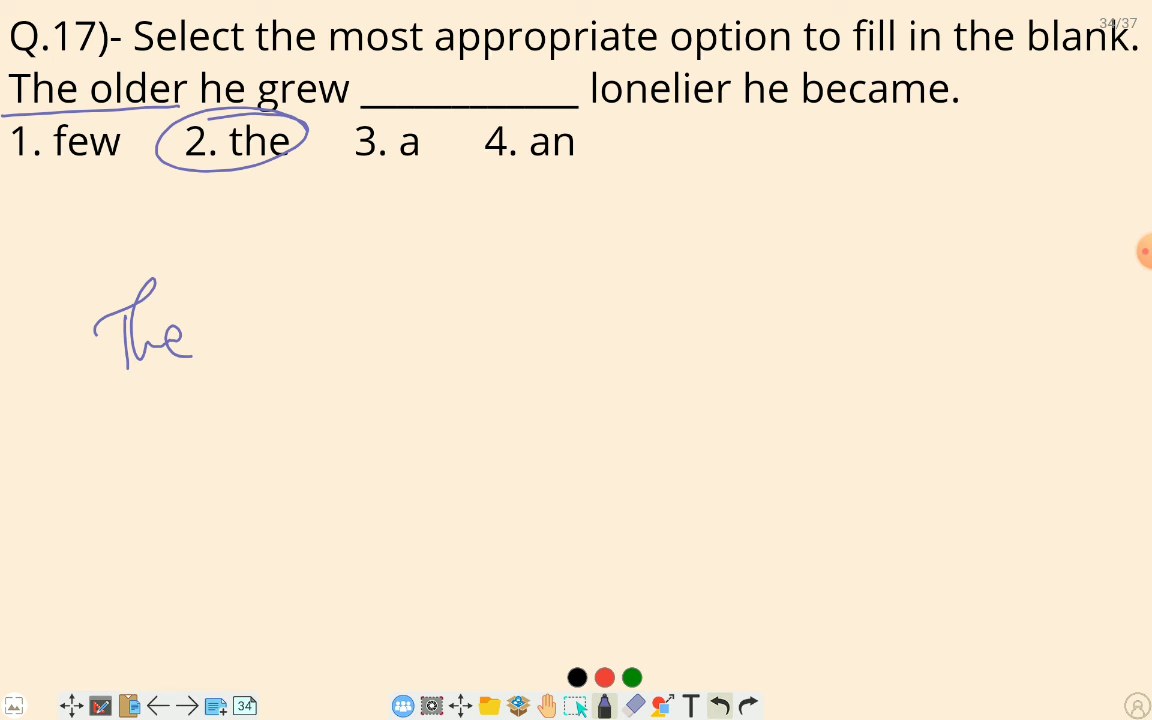 34/37
Q.17)- Select the most appropriate option to fill in the blank.
The older he grew __________ lonelier he became.
1. few 2. the 3. a 4. an
The
34
T